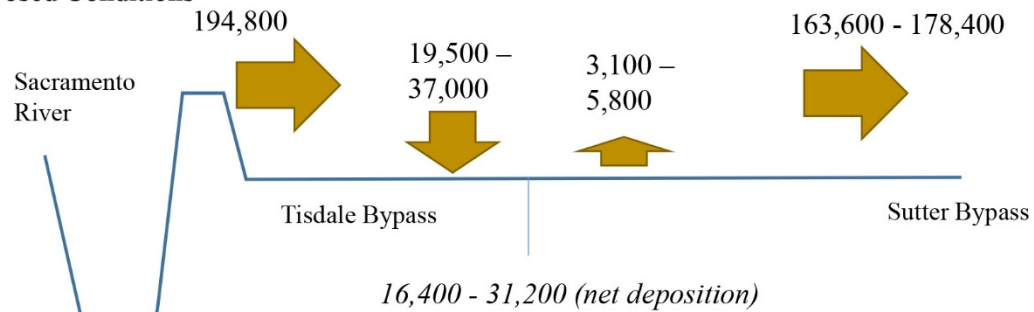 194,800
163,600 - 178,400
19,500 –
37,000
3,100 –
5,800
Sacramento
River
Tisdale Bypass
Sutter Bypass
16,400 - 31,200 (net deposition)